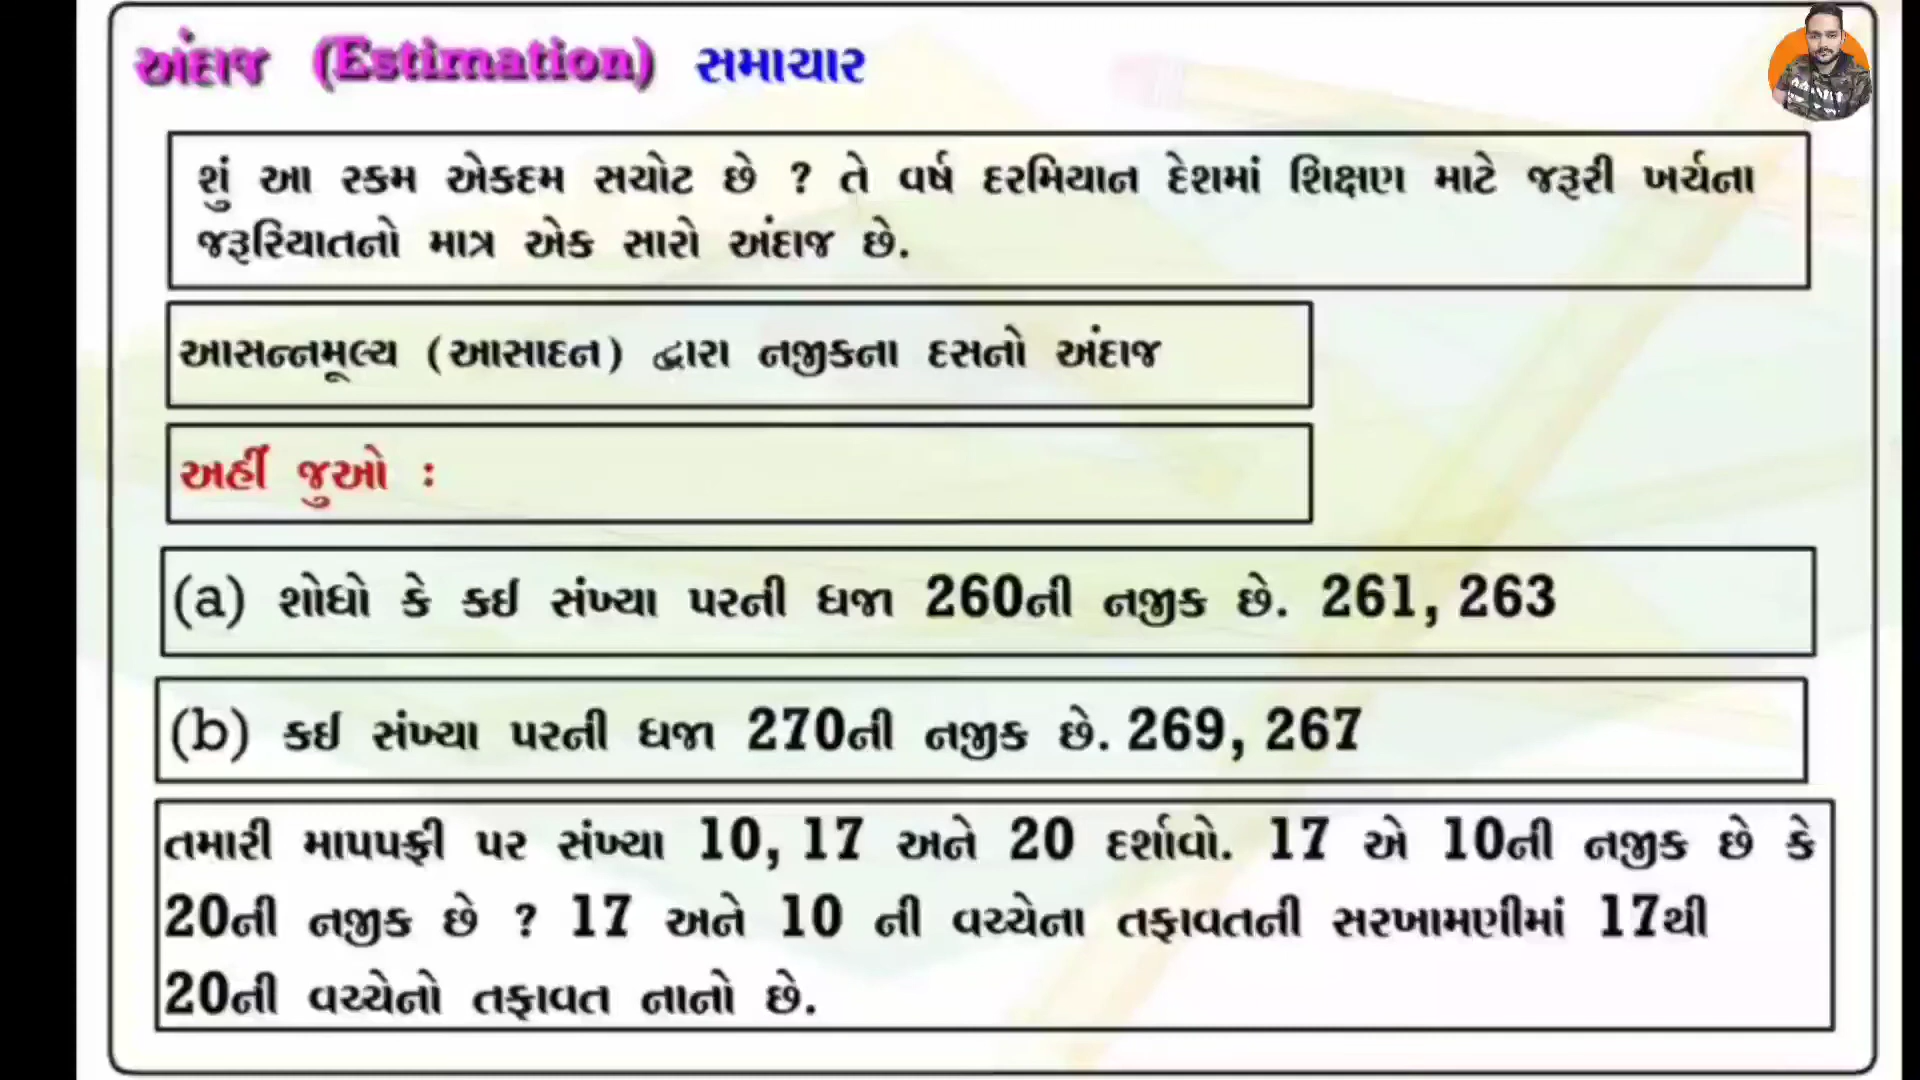 અંદાજ (Estimation) સમાચાર
શું આ રકમ એકદમ સચોટ છે ? તે વર્ષ દરમિયાન દેશમાં શિક્ષણ માટે જરૂરી ખર્ચના
જરૂરિયાતનો માત્ર એક સારો અંદાજ છે.
આસન્નમૂલ્ય (આસાદન) દ્વારા નજીકના દસનો અંદાજ
અહીં જુઓ :
(a) શોધો કે કઈ સંખ્યા પરની ધજા 260ની નજીક છે. 261, 263
(b) કઈ સંખ્યા પરની ધજા 270ની નજીક છે. 269, 267
તમારી માપપટ્ટી પર સંખ્યા 10, 17 અને 20 દર્શાવો. 17 એ 10ની નજીક છે કે
20ની નજીક છે ? 17 અને 10 ની વચ્ચેના તફાવતની સરખામણીમાં 17થી
20ની વચ્ચેનો તફાવત નાનો છે.